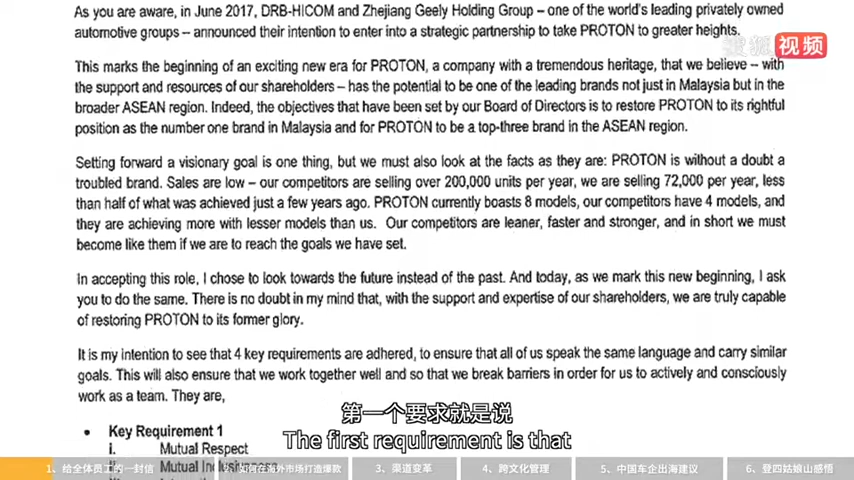 As you are aware, in June 2017, DRB-HICOM and Zhejiang Geely Holding Group – one of the world's leading privately owned
automotive groups – announced their intention to enter into a strategic partnership to take PROTON to greater heights.
搜狐视频
This marks the beginning of an exciting new era for PROTON, a company with a tremendous heritage, that we believe – with
the support and resources of our shareholders – has the potential to be one of the leading brands not just in Malaysia but in the
broader ASEAN region. Indeed, the objectives that have been set by our Board of Directors is to restore PROTON to its rightful
position as the number one brand in Malaysia and for PROTON to be a top-three brand in the ASEAN region.
Setting forward a visionary goal is one thing, but we must also look at the facts as they are: PROTON is without a doubt a
troubled brand. Sales are low – our competitors are selling over 200,000 units per year, we are selling 72,000 per year, less
than half of what was achieved just a few years ago. PROTON currently boasts 8 models, our competitors have 4 models, and
they are achieving more with lesser models than us. Our competitors are leaner, faster and stronger, and in short we must
become like them if we are to reach the goals we have set.
In accepting this role, I chose to look towards the future instead of the past. And today, as we mark this new beginning, I ask
you to do the same. There is no doubt in my mind that, with the support and expertise of our shareholders, we are truly capable
of restoring PROTON to its former glory.
It is my intention to see that 4 key requirements are adhered, to ensure that all of us speak the same language and carry similar
goals. This will also ensure that we work together well and so that we break barriers in order for us to actively and consciously
work as a team. They are,
第一个要求就是说
The first requirement is that
• Key Requirement 1
i. Mutual Respect
ii. Mutual Inclusiveness
1、给全体员工的一封信
2、如何在海外市场打造爆款
3、渠道变革
4、跨文化管理
5、中国车企出海建议
6、登四姑娘山感悟